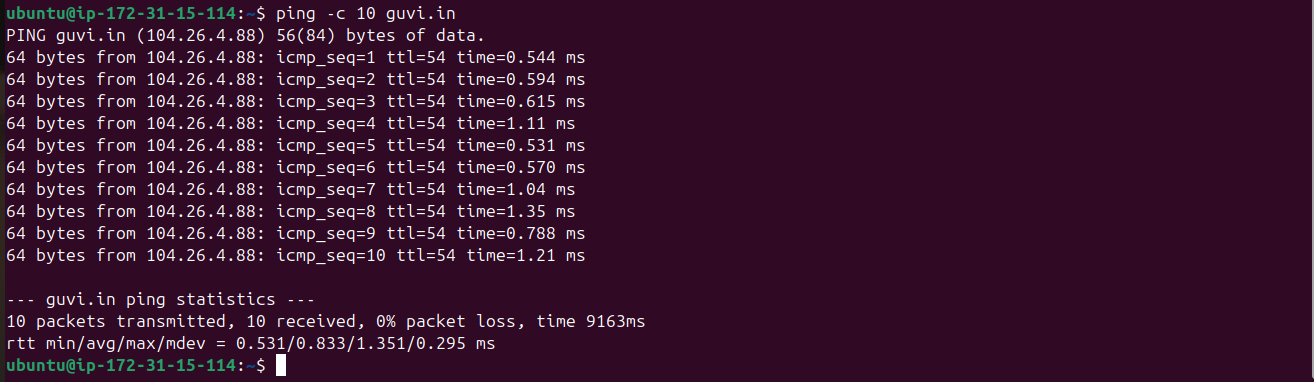 ubuntu@ip-172-31-15-114:~$ ping -c 10 guvi.in
PING guvi.in (104.26.4.88) 56(84) bytes of data.
64 bytes from 104.26.4.88: icmp_seq=1 ttl=54 time=0.544 ms
64 bytes from 104.26.4.88: icmp_seq=2 ttl=54 time=0.594 ms
64 bytes from 104.26.4.88: icmp_seq=3 ttl=54 time=0.615 ms
64 bytes from 104.26.4.88: icmp_seq=4 ttl=54 time=1.11 ms
64 bytes from 104.26.4.88: icmp_seq=5 ttl=54 time=0.531 ms
64 bytes from 104.26.4.88: icmp_seq=6 ttl=54 time=0.570 ms
64 bytes from 104.26.4.88: icmp_seq=7 ttl=54 time=1.04 ms
64 bytes from 104.26.4.88: icmp_seq=8 ttl=54 time=1.35 ms
64 bytes from 104.26.4.88: icmp_seq=9 ttl=54 time=0.788 ms
64 bytes from 104.26.4.88: icmp_seq=10 ttl=54 time=1.21 ms

--- guvi.in ping statistics ---
10 packets transmitted, 10 received, 0% packet loss, time 9163ms
rtt min/avg/max/mdev = 0.531/0.833/1.351/0.295 ms
ubuntu@ip-172-31-15-114:~$